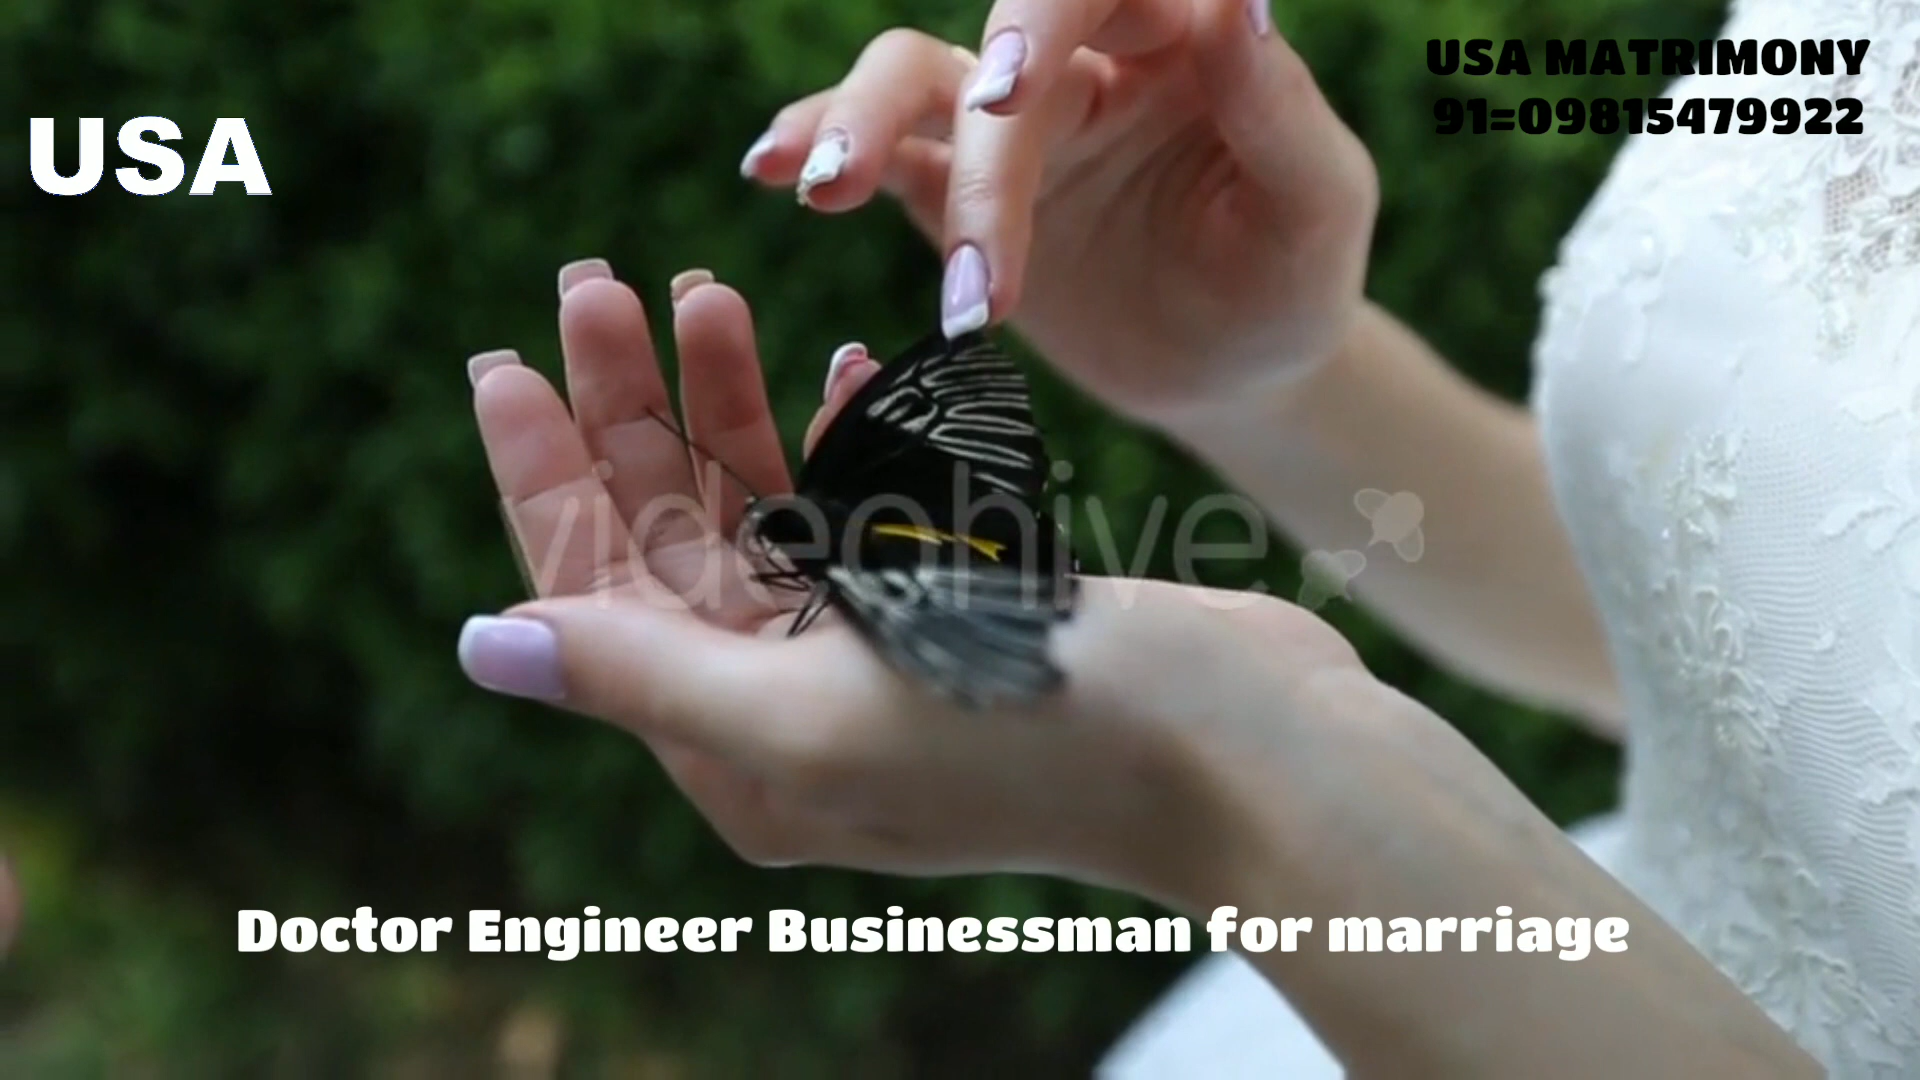 USA MATRIMONY
91=09815479922
USA
videohive
Doctor Engineer Businessman for marriage